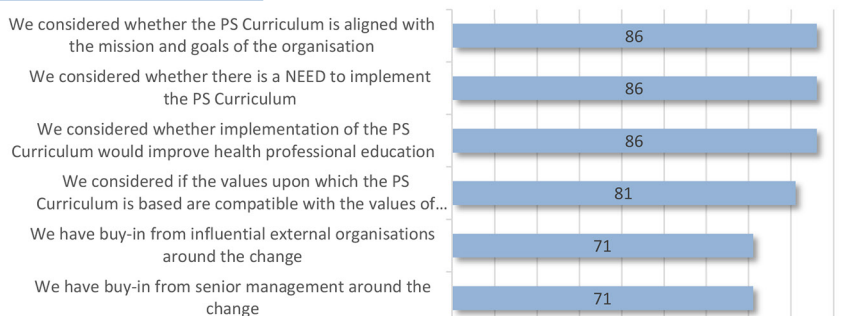 We considered whether the PS Curriculum is aligned with
the mission and goals of the organisation
86
We considered whether there is a NEED to implement
the PS Curriculum
86
We considered whether implementation of the PS
Curriculum would improve health professional education
86
We considered if the values upon which the PS
Curriculum is based are compatible with the values of…
81
We have buy-in from influential external organisations
around the change
71
We have buy-in from senior management around the
change
71